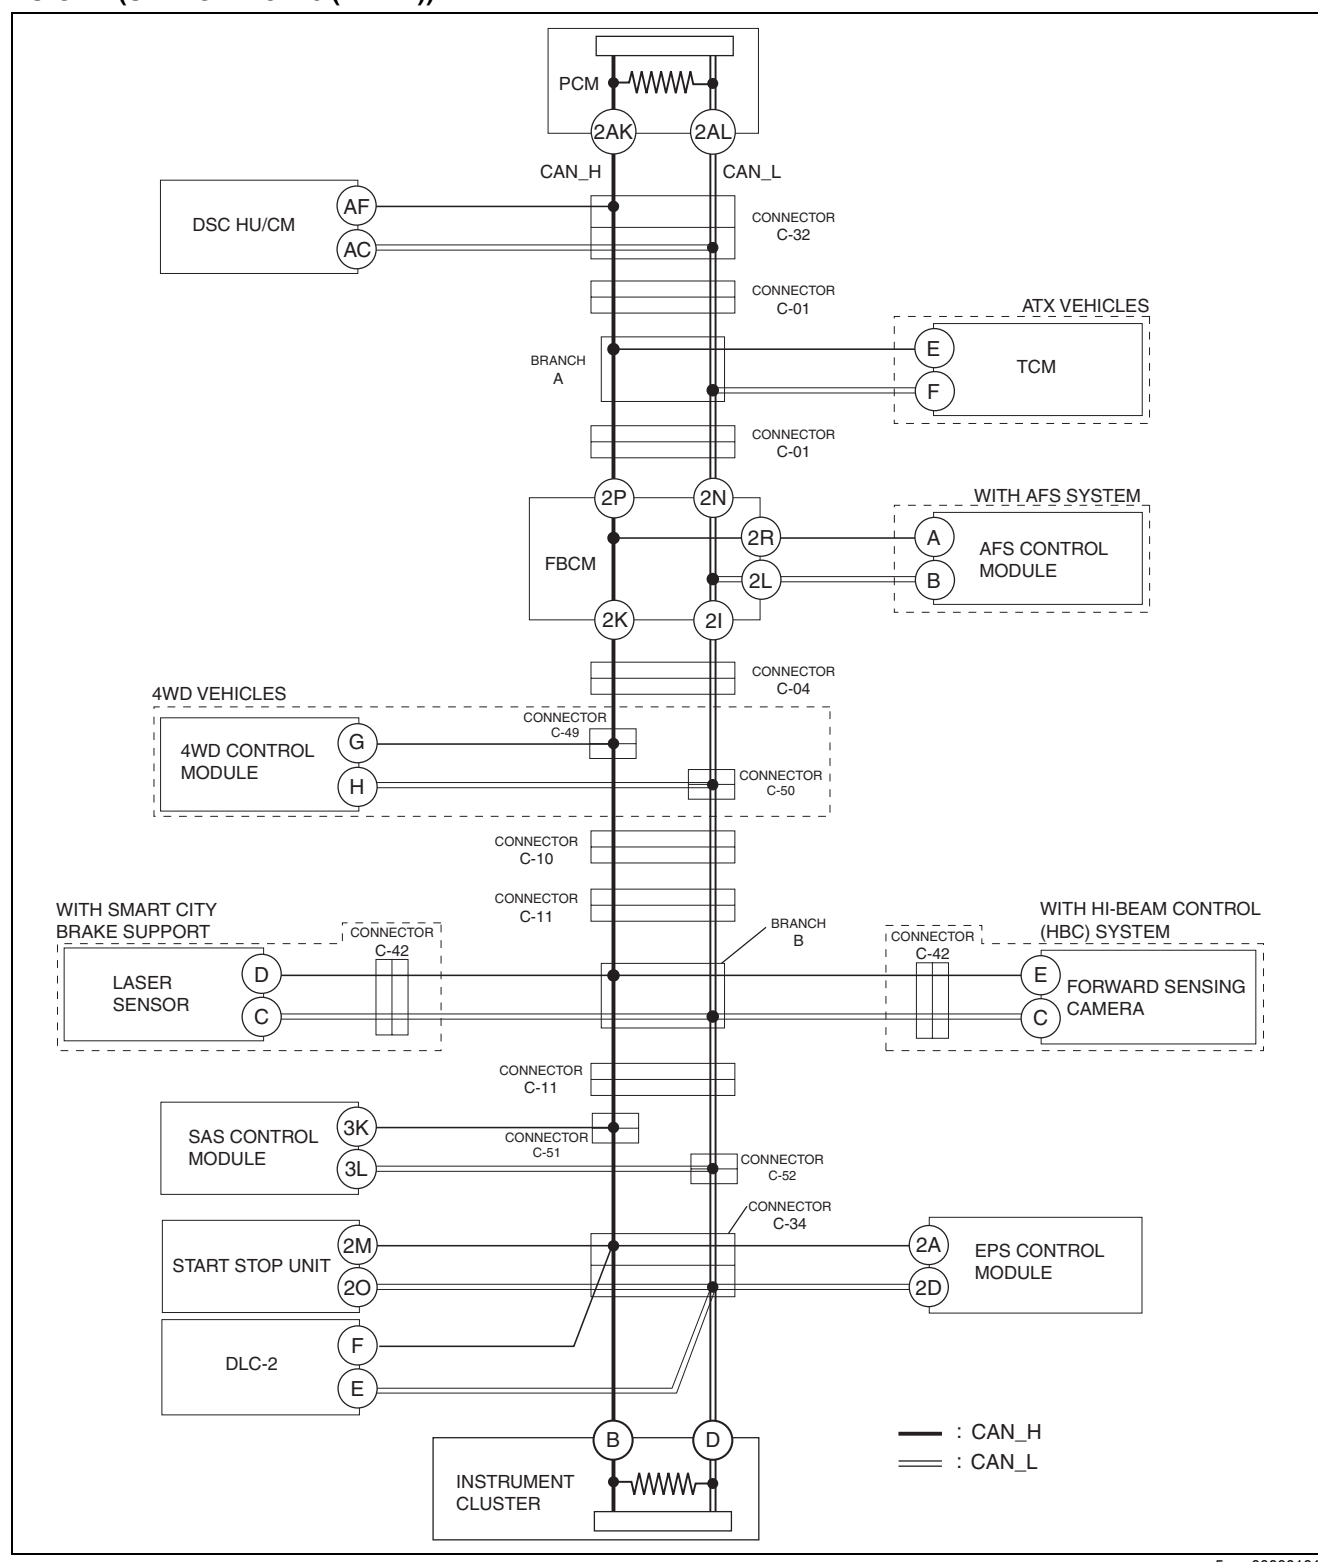 PCM
2AK
2AL
CAN_H
CAN_L
DSC HU/CM
AF
AC
CONNECTOR
C-32
CONNECTOR
C-01
ATX VEHICLES
BRANCH
A
E
F
TCM
CONNECTOR
C-01
2P
2N
WITH AFS SYSTEM
FBCM
2R
2L
A
B
AFS CONTROL
MODULE
2K
2I
CONNECTOR
C-04
4WD VEHICLES
4WD CONTROL
MODULE
G
H
CONNECTOR
C-49
CONNECTOR
C-50
CONNECTOR
C-10
CONNECTOR
C-11
WITH SMART CITY
BRAKE SUPPORT
CONNECTOR
C-42
LASER
SENSOR
D
C
BRANCH
B
WITH HI-BEAM CONTROL
(HBC) SYSTEM
CONNECTOR
C-42
E
C
FORWARD SENSING
CAMERA
CONNECTOR
C-11
SAS CONTROL
MODULE
3K
3L
CONNECTOR
C-51
CONNECTOR
C-52
CONNECTOR
C-34
START STOP UNIT
2M
2O
2A
2D
EPS CONTROL
MODULE
DLC-2
F
E
B
D
INSTRUMENT
CLUSTER
: CAN_H
: CAN_L